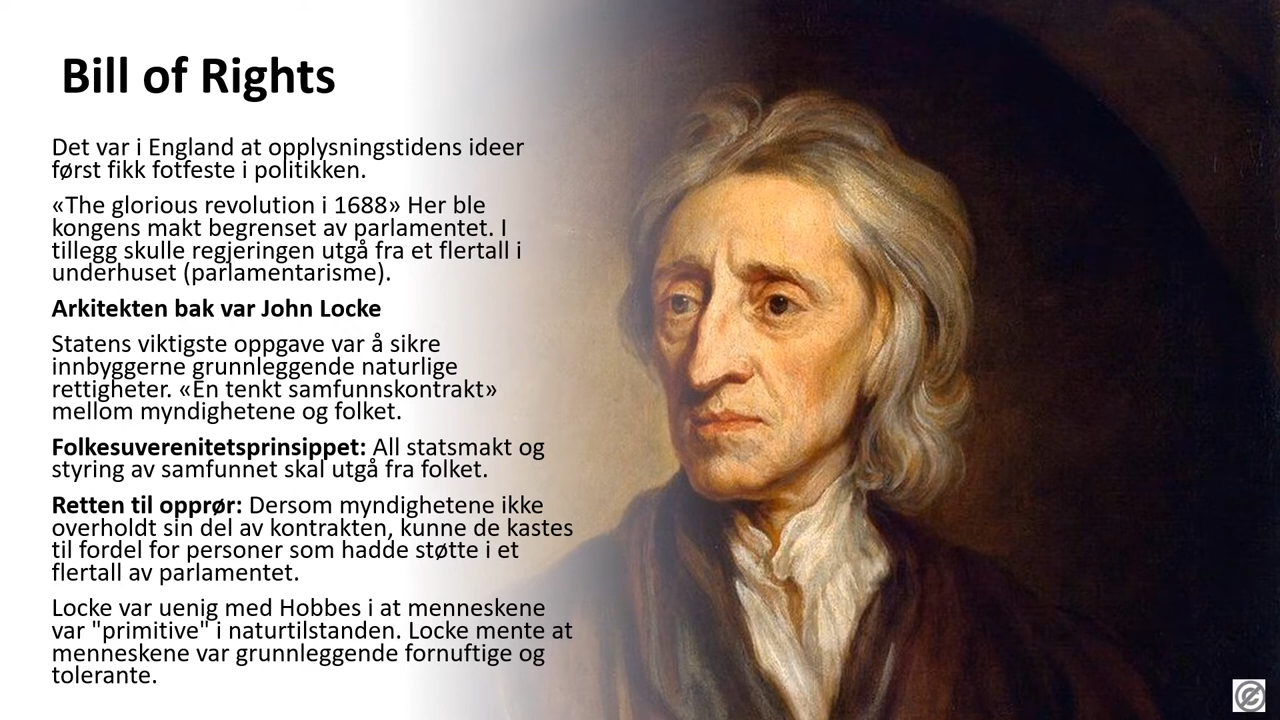 Bill of Rights
Det var i England at opplysningstidens ideer
først fikk fotfeste i politikken.
«The glorious revolution i 1688» Her ble
kongens makt begrenset av parlamentet. I
tillegg skulle regjeringen utgå fra et flertall i
underhuset (parlamentarisme).
Arkitekten bak var John Locke
Statens viktigste oppgave var å sikre
innbyggerne grunnleggende naturlige
rettigheter. «En tenkt samfunnskontrakt»
mellom myndighetene og folket.
Folkesuverenitetsprinsippet: All statsmakt og
styring av samfunnet skal utgå fra folket.
Retten til opprør: Dersom myndighetene ikke
overholdt sin del av kontrakten, kunne de kastes
til fordel for personer som hadde støtte i et
flertall av parlamentet.
Locke var uenig med Hobbes i at menneskene
var "primitive" i naturtilstanden. Locke mente at
menneskene var grunnleggende fornuftige og
tolerante.